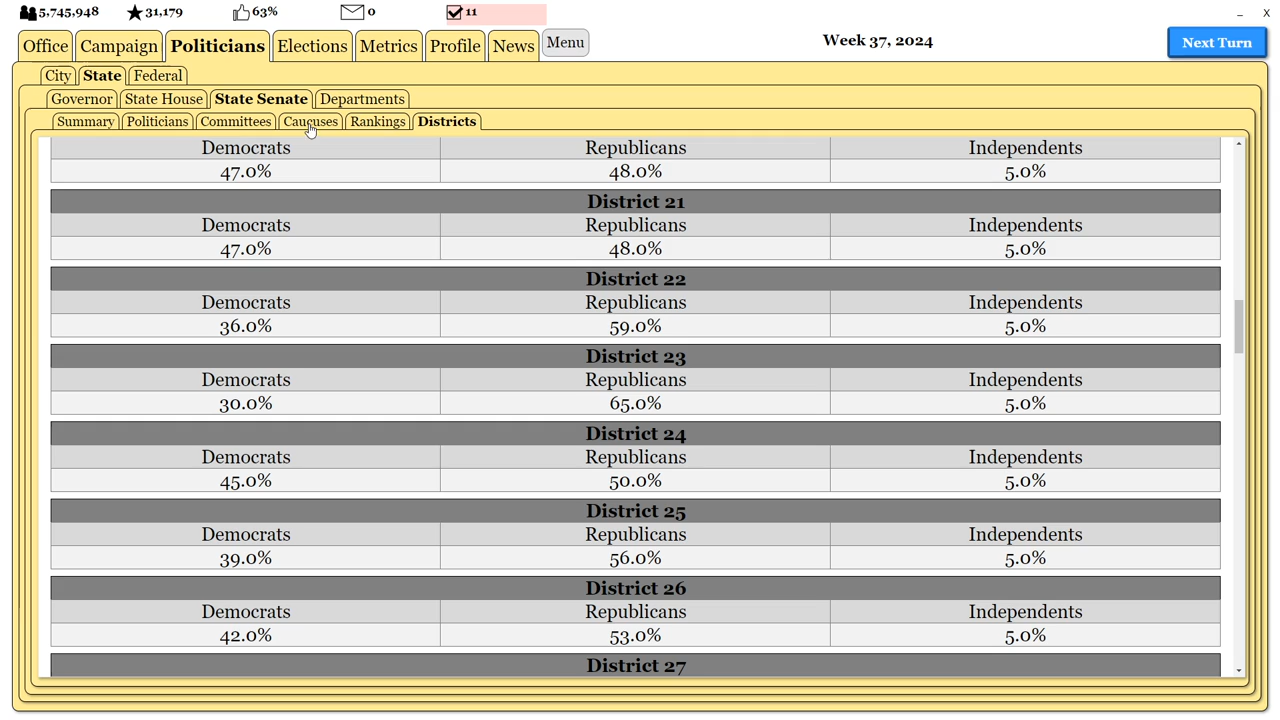 5,745,948 31,179 63% 0 11 _ X
Office Campaign Politicians Elections Metrics Profile News Menu Week 37, 2024 Next Turn
City State Federal
Governor State House State Senate Departments
Summary Politicians Committees Caucuses Rankings Districts
Democrats Republicans Independents
47.0% 48.0% 5.0%
District 21
Democrats Republicans Independents
47.0% 48.0% 5.0%
District 22
Democrats Republicans Independents
36.0% 59.0% 5.0%
District 23
Democrats Republicans Independents
30.0% 65.0% 5.0%
District 24
Democrats Republicans Independents
45.0% 50.0% 5.0%
District 25
Democrats Republicans Independents
39.0% 56.0% 5.0%
District 26
Democrats Republicans Independents
42.0% 53.0% 5.0%
District 27